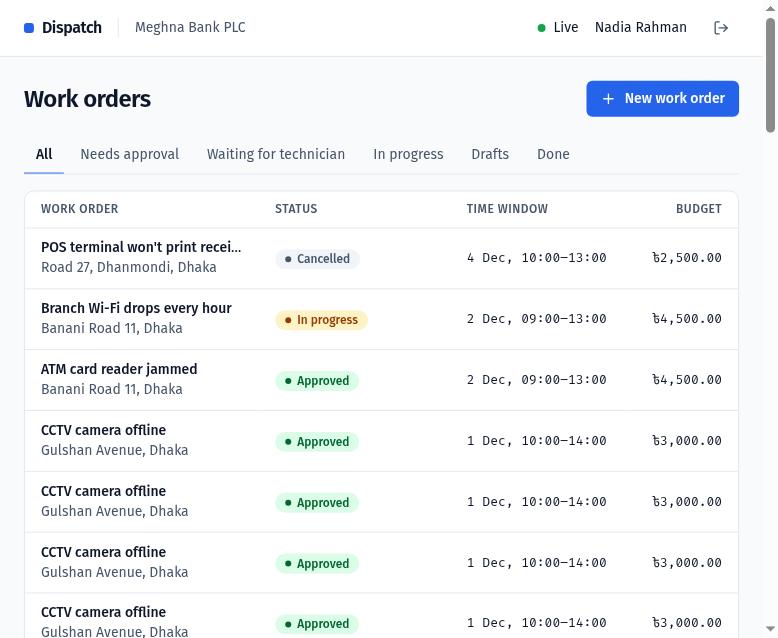 Dispatch
Meghna Bank PLC
Live
Nadia Rahman
Work orders
+ New work order
All
Needs approval
Waiting for technician
In progress
Drafts
Done
WORK ORDER STATUS TIME WINDOW BUDGET
POS terminal won't print recei...
Road 27, Dhanmondi, Dhaka
Cancelled
4 Dec, 10:00–13:00
৳2,500.00
Branch Wi-Fi drops every hour
Banani Road 11, Dhaka
In progress
2 Dec, 09:00–13:00
৳4,500.00
ATM card reader jammed
Banani Road 11, Dhaka
Approved
2 Dec, 09:00–13:00
৳4,500.00
CCTV camera offline
Gulshan Avenue, Dhaka
Approved
1 Dec, 10:00–14:00
৳3,000.00
CCTV camera offline
Gulshan Avenue, Dhaka
Approved
1 Dec, 10:00–14:00
৳3,000.00
CCTV camera offline
Gulshan Avenue, Dhaka
Approved
1 Dec, 10:00–14:00
৳3,000.00
CCTV camera offline
Gulshan Avenue, Dhaka
Approved
1 Dec, 10:00–14:00
৳3,000.00